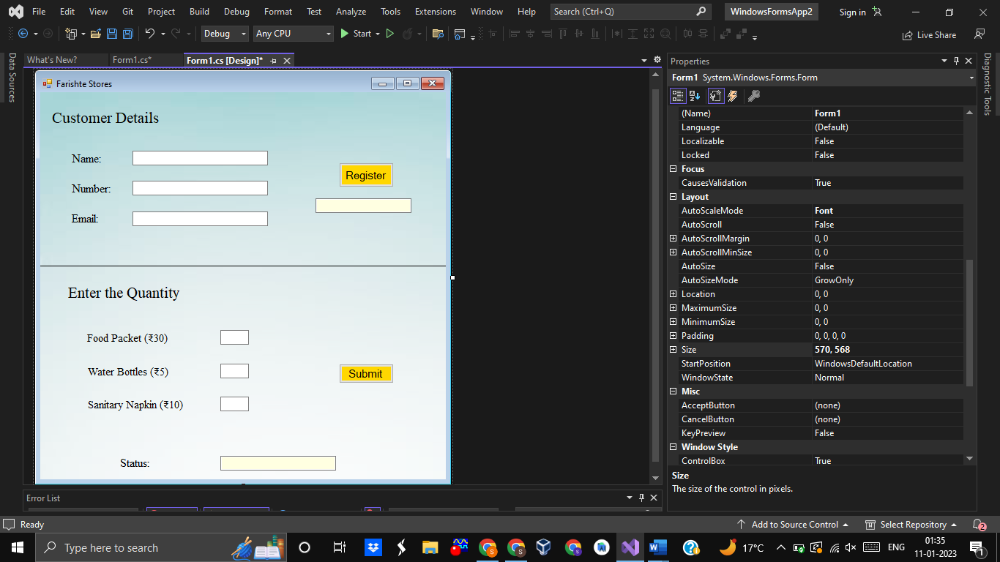 File Edit View Git Project Build Debug Format Test Analyze Tools Extensions Window Help Search (Ctrl+Q) WindowsFormsApp2 Sign in
Debug Any CPU Start Live Share
Data Sources
What's New? Form1.cs* Form1.cs [Design]*
Farishte Stores
Customer Details
Name:
Number:
Email:
Register
Enter the Quantity
Food Packet (₹30)
Water Bottles (₹5)
Sanitary Napkin (₹10)
Submit
Status:
Properties
Form1 System.Windows.Forms.Form
(Name) Form1
Language (Default)
Localizable False
Locked False
Focus
CausesValidation True
Layout
AutoScaleMode Font
AutoScroll False
AutoScrollMargin 0, 0
AutoScrollMinSize 0, 0
AutoSize False
AutoSizeMode GrowOnly
Location 0, 0
MaximumSize 0, 0
MinimumSize 0, 0
Padding 0, 0, 0, 0
Size 570, 568
StartPosition WindowsDefaultLocation
WindowState Normal
Misc
AcceptButton (none)
CancelButton (none)
KeyPreview False
Window Style
ControlBox True
Size
The size of the control in pixels.
Diagnostic Tools
Error List
Ready Add to Source Control Select Repository 2
Type here to search 17°C ENG 01:35
11-01-2023 1